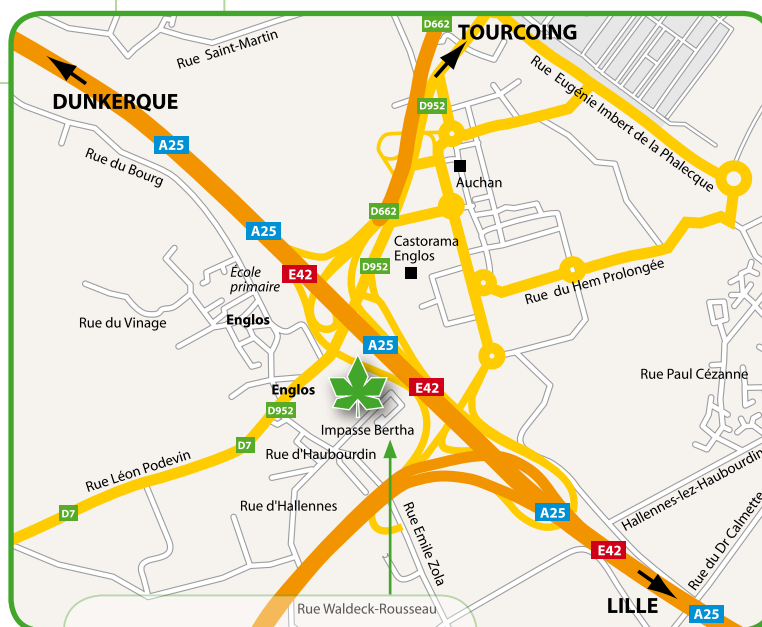 D662
TOURCOING
Rue Saint-Martin
DUNKERQUE
D952
Rue Eugénie Imbert de la Phalecque
A25
Rue du Bourg
Auchan
D662
A25
Castorama
Englos
D952
École
primaire
E42
Rue du Hem Prolongée
Rue du Vinage
Englos
A25
Rue Paul Cézanne
Englos
E42
D952
Impasse Bertha
D7
Rue d'Haubourdin
Rue Léon Podevin
Hallennes-lez-Haubourdin
Rue d'Hallennes
D7
A25
Rue Emile Zola
Rue du Dr Calmette
E42
Rue Waldeck-Rousseau
LILLE
A25